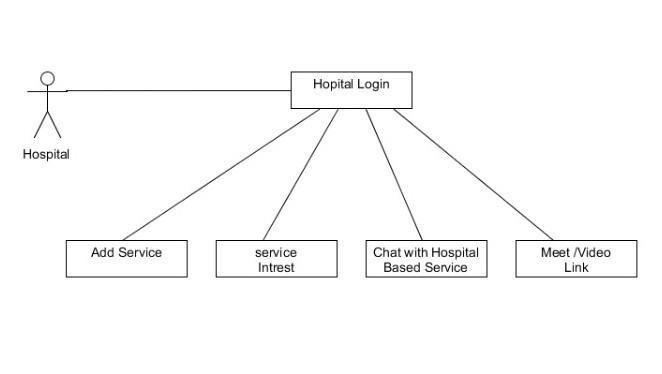 Hopital Login
Hospital
Add Service
service
Intrest
Chat with Hospital
Based Service
Meet /Video
Link